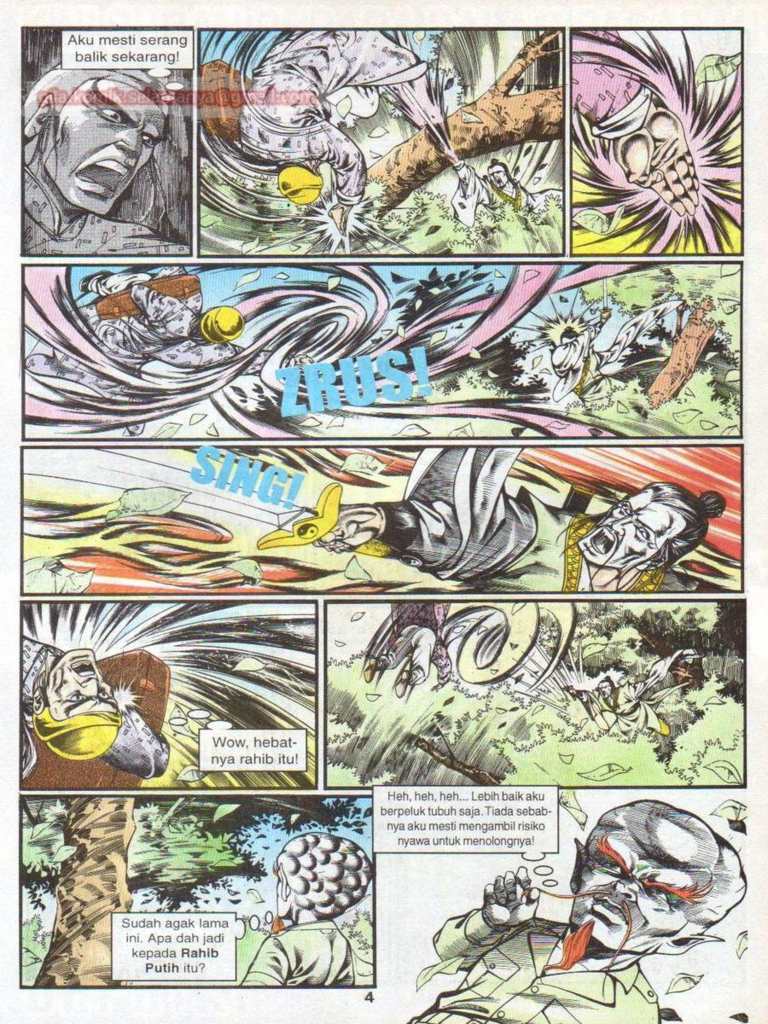 Aku mesti serang
balik sekarang!
ZRUS!
SING!
Wow, hebat-
nya rahib itu!
Heh, heh, heh... Lebih baik aku
berpeluk tubuh saja. Tiada sebab-
nya aku mesti mengambil risiko
nyawa untuk menolongnya!
Sudah agak lama
ini. Apa dah jadi
kepada Rahib
Putih itu?
4